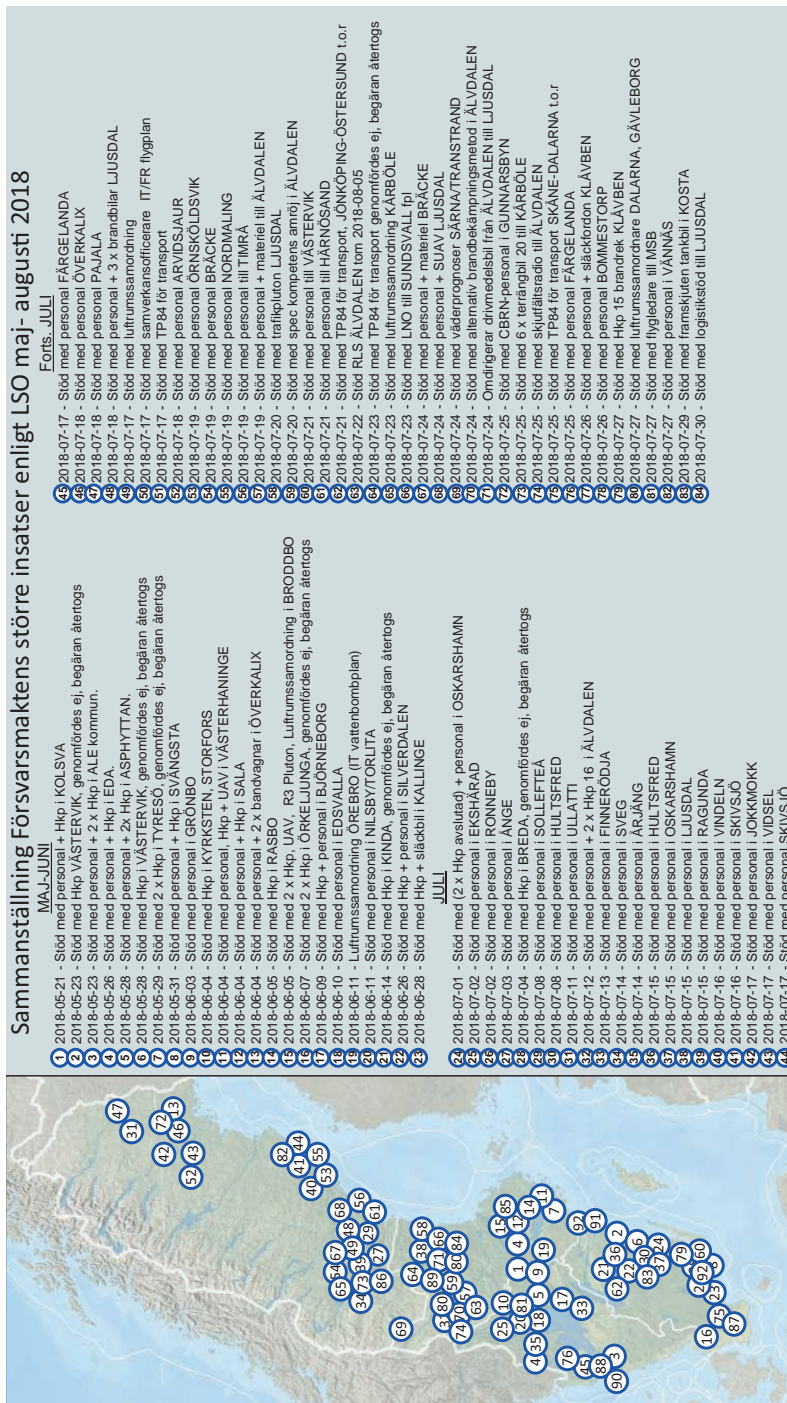 Sammanställning Försvarsmaktens större insatser enligt LSO maj- augusti 2018
MAJ-JUNI
1 2018-05-21 - Stöd med personal + Hkp i KOLSVA
2 2018-05-23 - Stöd med Hkp VÄSTERVIK, genomfördes ej, begäran återtogs
3 2018-05-23 - Stöd med personal + 2 x Hkp i ALE kommun.
4 2018-05-26 - Stöd med personal + Hkp i EDA.
5 2018-05-28 - Stöd med personal + 2x Hkp i ASPHYTTAN.
6 2018-05-28 - Stöd med Hkp i VÄSTERVIK, genomfördes ej, begäran återtogs
7 2018-05-29 - Stöd med 2 x Hkp i TYRESÖ, genomfördes ej, begäran återtogs
8 2018-05-31 - Stöd med personal + Hkp i SVÄNGSTA
9 2018-06-03 - Stöd med personal i GRÖNBO
10 2018-06-04 - Stöd med Hkp i KYRKSTEN, STORFORS
11 2018-06-04 - Stöd med personal, Hkp + UAV i VÄSTERHANINGE
12 2018-06-04 - Stöd med personal + Hkp i SALA
13 2018-06-04 - Stöd med personal + 2 x bandvagnar i ÖVERKALIX
14 2018-06-05 - Stöd med Hkp i RASBO
15 2018-06-05 - Stöd med 2 x Hkp, UAV, R3 Pluton, Luftrumssamordning i BRODDBO
16 2018-06-07 - Stöd med 2 x Hkp i ÖRKELJUNGA, genomfördes ej, begäran återtogs
17 2018-06-09 - Stöd med Hkp + personal i BJÖRNEBORG
18 2018-06-10 - Stöd med personal i EDSVALLA
19 2018-06-11 - Luftrumssamordning ÖREBRO (IT vattenbombplan)
20 2018-06-11 - Stöd med personal i NILSBY/TORLITA
21 2018-06-14 - Stöd med Hkp i KINDA, genomfördes ej, begäran återtogs
22 2018-06-26 - Stöd med Hkp + personal i SILVERDALEN
23 2018-06-28 - Stöd med Hkp + släckbil i KALLINGE
JULI
24 2018-07-01 - Stöd med (2 x Hkp avslutad) + personal i OSKARSHAMN
25 2018-07-02 - Stöd med personal i EKSHÄRAD
26 2018-07-02 - Stöd med personal i RONNEBY
27 2018-07-03 - Stöd med personal i ÅNGE
28 2018-07-04 - Stöd med Hkp i BREDA, genomfördes ej, begäran återtogs
29 2018-07-08 - Stöd med personal i SOLLEFTEÅ
30 2018-07-08 - Stöd med personal i HULTSFRED
31 2018-07-11 - Stöd med personal i ULLATTI
32 2018-07-12 - Stöd med personal + 2 x Hkp 16 i ÄLVDALEN
33 2018-07-13 - Stöd med personal i FINNERÖDJA
34 2018-07-14 - Stöd med personal i SVEG
35 2018-07-14 - Stöd med personal i ÅRJÄNG
36 2018-07-15 - Stöd med personal i HULTSFRED
37 2018-07-15 - Stöd med personal i OSKARSHAMN
38 2018-07-15 - Stöd med personal i LJUSDAL
39 2018-07-15 - Stöd med personal i RAGUNDA
40 2018-07-16 - Stöd med personal i VINDELN
41 2018-07-16 - Stöd med personal i SKIVSJÖ
42 2018-07-17 - Stöd med personal i JOKKMOKK
43 2018-07-17 - Stöd med personal i VIDSEL
44 2018-07-17 - Stöd med personal SKIVSJÖ
Forts. JULI
45 2018-07-17 - Stöd med personal FÄRGELANDA
46 2018-07-18 - Stöd med personal ÖVERKALIX
47 2018-07-18 - Stöd med personal PAJALA
48 2018-07-18 - Stöd med personal + 3 x brandbilar LJUSDAL
49 2018-07-17 - Stöd med luftrumssamordning
50 2018-07-17 - Stöd med samverkansofficerare IT/FR flygplan
51 2018-07-17 - Stöd med TP84 för transport
52 2018-07-18 - Stöd med personal ARVIDSJAUR
53 2018-07-19 - Stöd med personal ÖRNSKÖLDSVIK
54 2018-07-19 - Stöd med personal BRÄCKE
55 2018-07-19 - Stöd med personal NORDMALING
56 2018-07-19 - Stöd med personal till TIMRÅ
57 2018-07-19 - Stöd med personal + materiel till ÄLVDALEN
58 2018-07-20 - Stöd med trafikpluton LJUSDAL
59 2018-07-20 - Stöd med spec kompetens amröj i ÄLVDALEN
60 2018-07-21 - Stöd med personal till VÄSTERVIK
61 2018-07-21 - Stöd med personal till HÄRNÖSAND
62 2018-07-21 - Stöd med TP84 för transport, JÖNKÖPING-ÖSTERSUND t.o.r
63 2018-07-22 - Stöd RLS ÄLVDALEN tom 2018-08-05
64 2018-07-23 - Stöd med TP84 för transport genomfördes ej, begäran återtogs
65 2018-07-23 - Stöd med luftrumssamordning KÅRBÖLE
66 2018-07-23 - Stöd med LNO till SUNDSVALL fpl
67 2018-07-24 - Stöd med personal + materiel BRÄCKE
68 2018-07-24 - Stöd med personal + SUAV LJUSDAL
69 2018-07-24 - Stöd med väderprognoser SÄRNA/TRANSTRAND
70 2018-07-24 - Stöd med alternativ brandbekämpningsmetod i ÄLVDALEN
71 2018-07-24 - Omdirigerar drivmedelsbil från ÄLVDALEN till LJUSDAL
72 2018-07-25 - Stöd med CBRN-personal i GUNNARSBYN
73 2018-07-25 - Stöd med 6 x terrängbil 20 till KÅRBÖLE
74 2018-07-25 - Stöd med skjutfältsradio till ÄLVDALEN
75 2018-07-25 - Stöd med TP84 för transport SKÅNE-DALARNA t.o.r
76 2018-07-25 - Stöd med personal FÄRGELANDA
77 2018-07-26 - Stöd med personal + släckfordon KLÅVBEN
78 2018-07-26 - Stöd med personal BOMMESTORP
79 2018-07-27 - Stöd med Hkp 15 brandrek KLÅVBEN
80 2018-07-27 - Stöd med luftrumssamordnare DALARNA, GÄVLEBORG
81 2018-07-27 - Stöd med flygledare till MSB
82 2018-07-27 - Stöd med personal i VÄNNÄS
83 2018-07-29 - Stöd med framskjuten tankbil i KOSTA
84 2018-07-30 - Stöd med logistikstöd till LJUSDAL